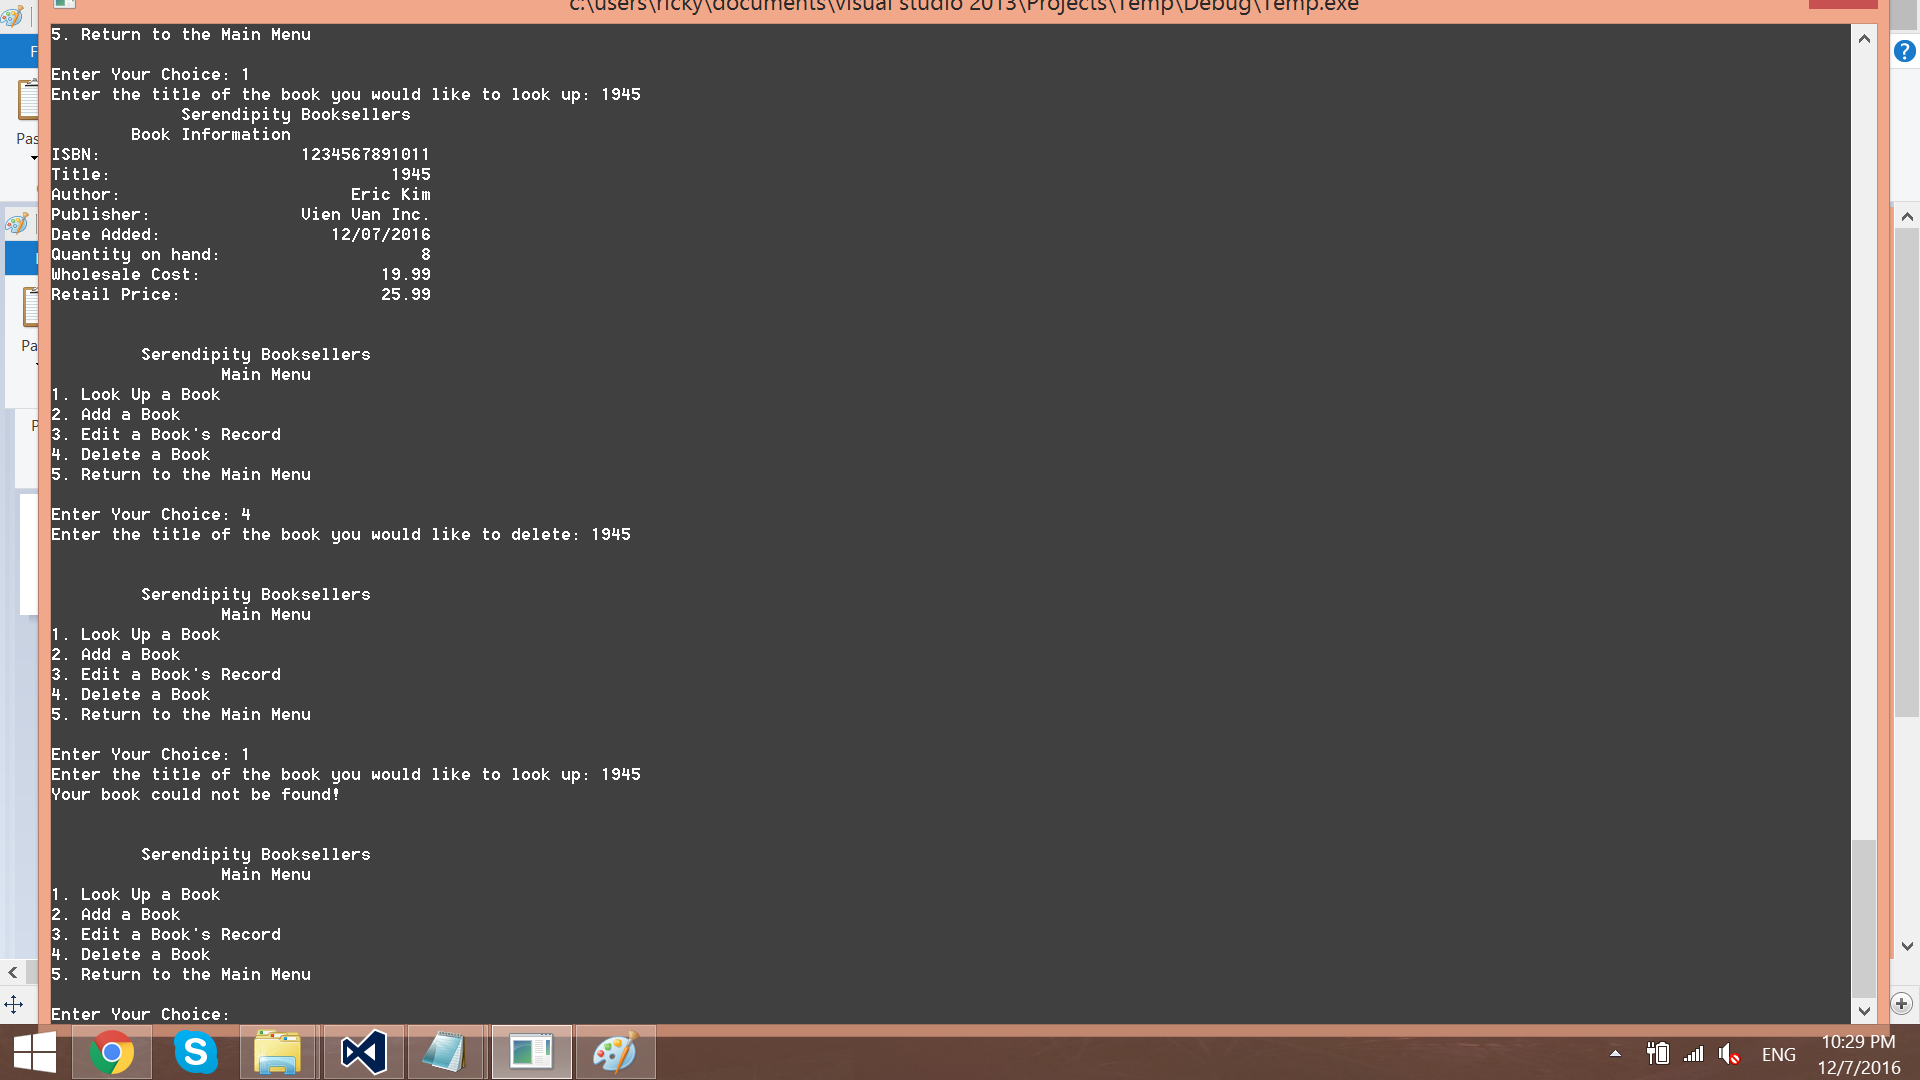 c:\users\ricky\documents\visual studio 2013\Projects\Temp\Debug\Temp.exe
5. Return to the Main Menu
Enter Your Choice: 1
Enter the title of the book you would like to look up: 1945
Serendipity Booksellers
Book Information
ISBN: 1234567891011
Title: 1945
Author: Eric Kim
Publisher: Vien Van Inc.
Date Added: 12/07/2016
Quantity on hand: 8
Wholesale Cost: 19.99
Retail Price: 25.99
Serendipity Booksellers
Main Menu
1. Look Up a Book
2. Add a Book
3. Edit a Book's Record
4. Delete a Book
5. Return to the Main Menu
Enter Your Choice: 4
Enter the title of the book you would like to delete: 1945
Serendipity Booksellers
Main Menu
1. Look Up a Book
2. Add a Book
3. Edit a Book's Record
4. Delete a Book
5. Return to the Main Menu
Enter Your Choice: 1
Enter the title of the book you would like to look up: 1945
Your book could not be found!
Serendipity Booksellers
Main Menu
1. Look Up a Book
2. Add a Book
3. Edit a Book's Record
4. Delete a Book
5. Return to the Main Menu
Enter Your Choice:
ENG
10:29 PM
12/7/2016